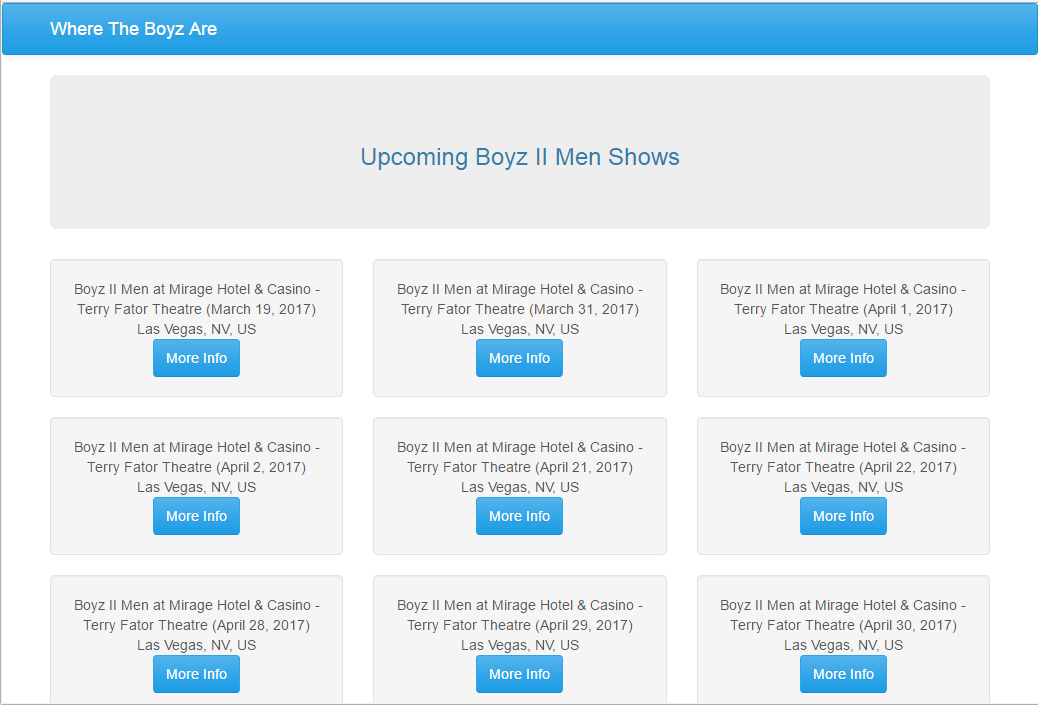 Where The Boyz Are
Upcoming Boyz II Men Shows
Boyz II Men at Mirage Hotel & Casino -
Terry Fator Theatre (March 19, 2017)
Las Vegas, NV, US
More Info
Boyz II Men at Mirage Hotel & Casino -
Terry Fator Theatre (March 31, 2017)
Las Vegas, NV, US
More Info
Boyz II Men at Mirage Hotel & Casino -
Terry Fator Theatre (April 1, 2017)
Las Vegas, NV, US
More Info
Boyz II Men at Mirage Hotel & Casino -
Terry Fator Theatre (April 2, 2017)
Las Vegas, NV, US
More Info
Boyz II Men at Mirage Hotel & Casino -
Terry Fator Theatre (April 21, 2017)
Las Vegas, NV, US
More Info
Boyz II Men at Mirage Hotel & Casino -
Terry Fator Theatre (April 22, 2017)
Las Vegas, NV, US
More Info
Boyz II Men at Mirage Hotel & Casino -
Terry Fator Theatre (April 28, 2017)
Las Vegas, NV, US
More Info
Boyz II Men at Mirage Hotel & Casino -
Terry Fator Theatre (April 29, 2017)
Las Vegas, NV, US
More Info
Boyz II Men at Mirage Hotel & Casino -
Terry Fator Theatre (April 30, 2017)
Las Vegas, NV, US
More Info